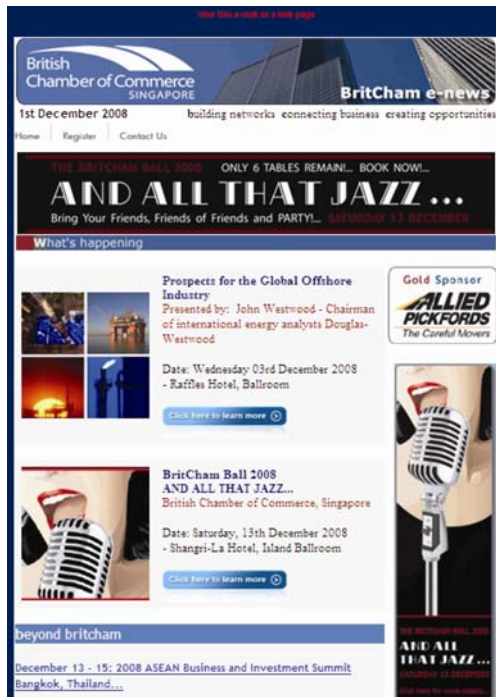 View this e-mail as a web page
British
Chamber of Commerce
SINGAPORE
BritCham e-news
1st December 2008
building networks connecting business creating opportunities
Home Register Contact Us
THE BRITCHAM BALL 2008 ONLY 6 TABLES REMAIN!... BOOK NOW!...
AND ALL THAT JAZZ...
Bring Your Friends, Friends of Friends and PARTY!... SATURDAY 13 DECEMBER
What's happening
Prospects for the Global Offshore
Industry
Presented by: John Westwood - Chairman
of international energy analysts Douglas-
Westwood
Date: Wednesday 03rd December 2008
- Raffles Hotel, Ballroom
Click here to learn more
BritCham Ball 2008
AND ALL THAT JAZZ...
British Chamber of Commerce, Singapore
Date: Saturday, 13th December 2008
- Shangri-La Hotel, Island Ballroom
Click here to learn more
beyond britcham
December 13 - 15: 2008 ASEAN Business and Investment Summit
Bangkok, Thailand...
Gold Sponsor
ALLIED
PICKFORDS
The Careful Movers
THE BRITCHAM BALL 2008
AND ALL
THAT JAZZ...
SATURDAY 13 DECEMBER